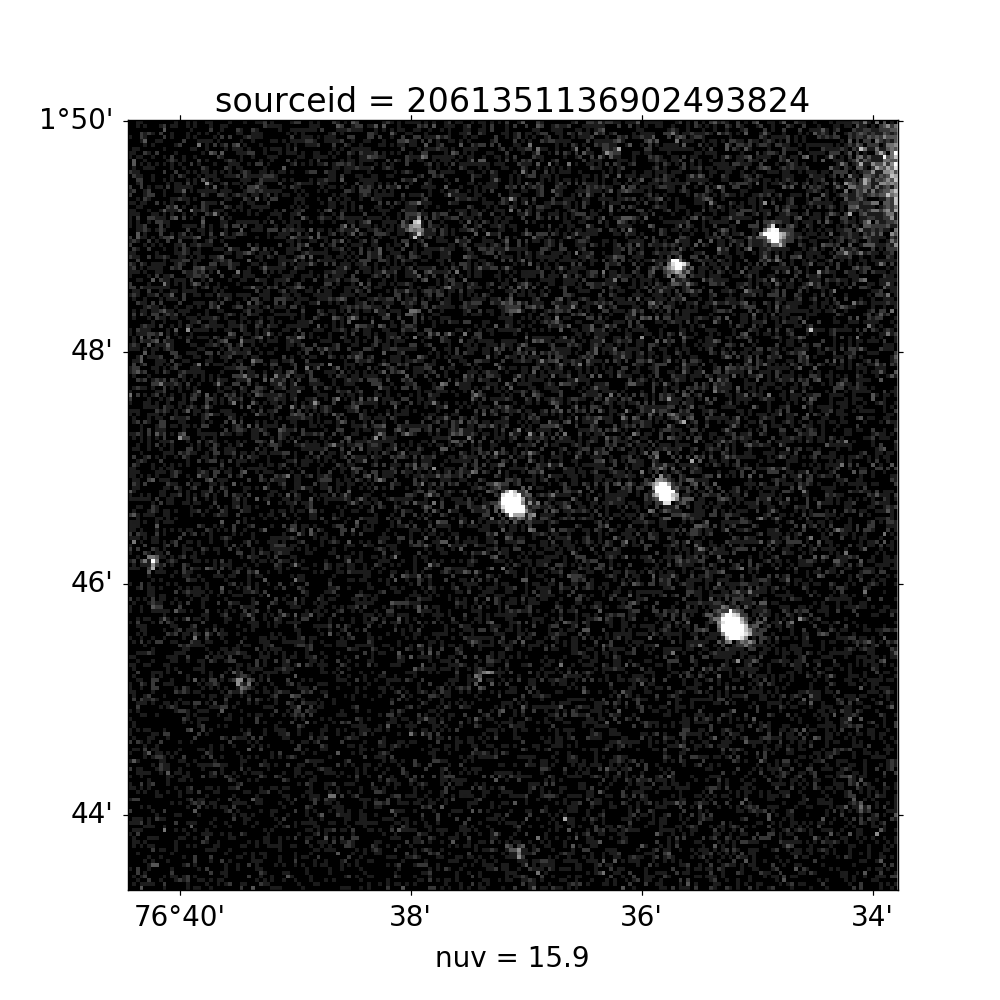 sourceid = 2061351136902493824
1°50'
48'
46'
44'
76°40' 38' 36' 34'
nuv = 15.9